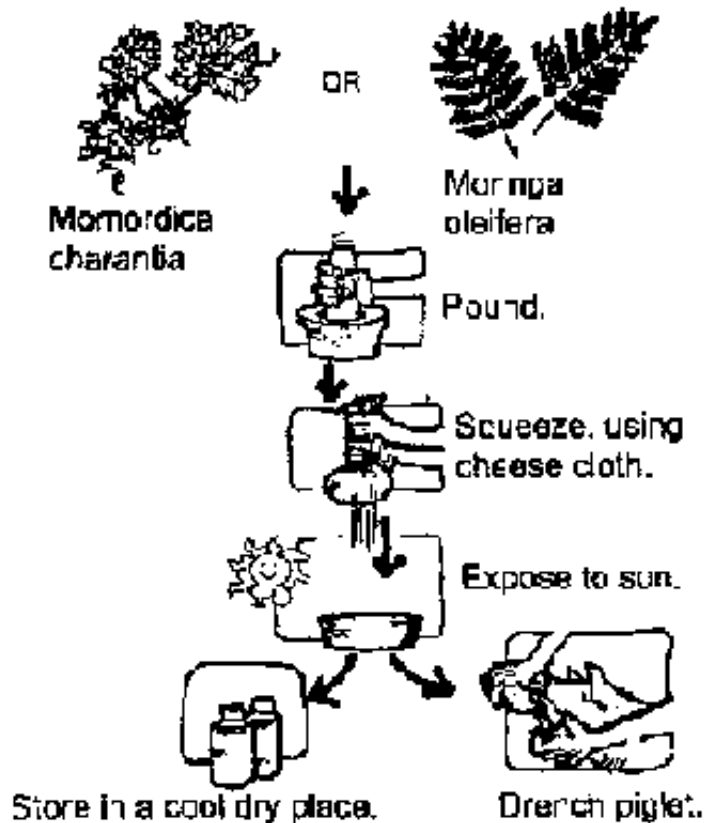 OR
Momordica
charantia
Moringa
oleifera
Pound.
Squeeze, using
cheese cloth.
Expose to sun.
Store in a cool dry place.
Drench piglet.